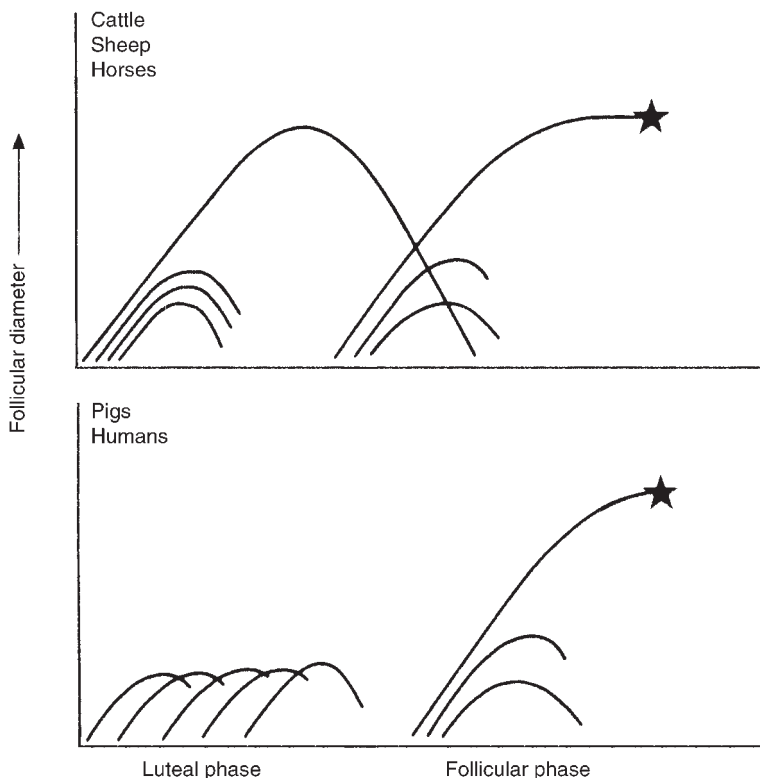 Cattle
Sheep
Horses
Follicular diameter
Pigs
Humans
Luteal phase
Follicular phase